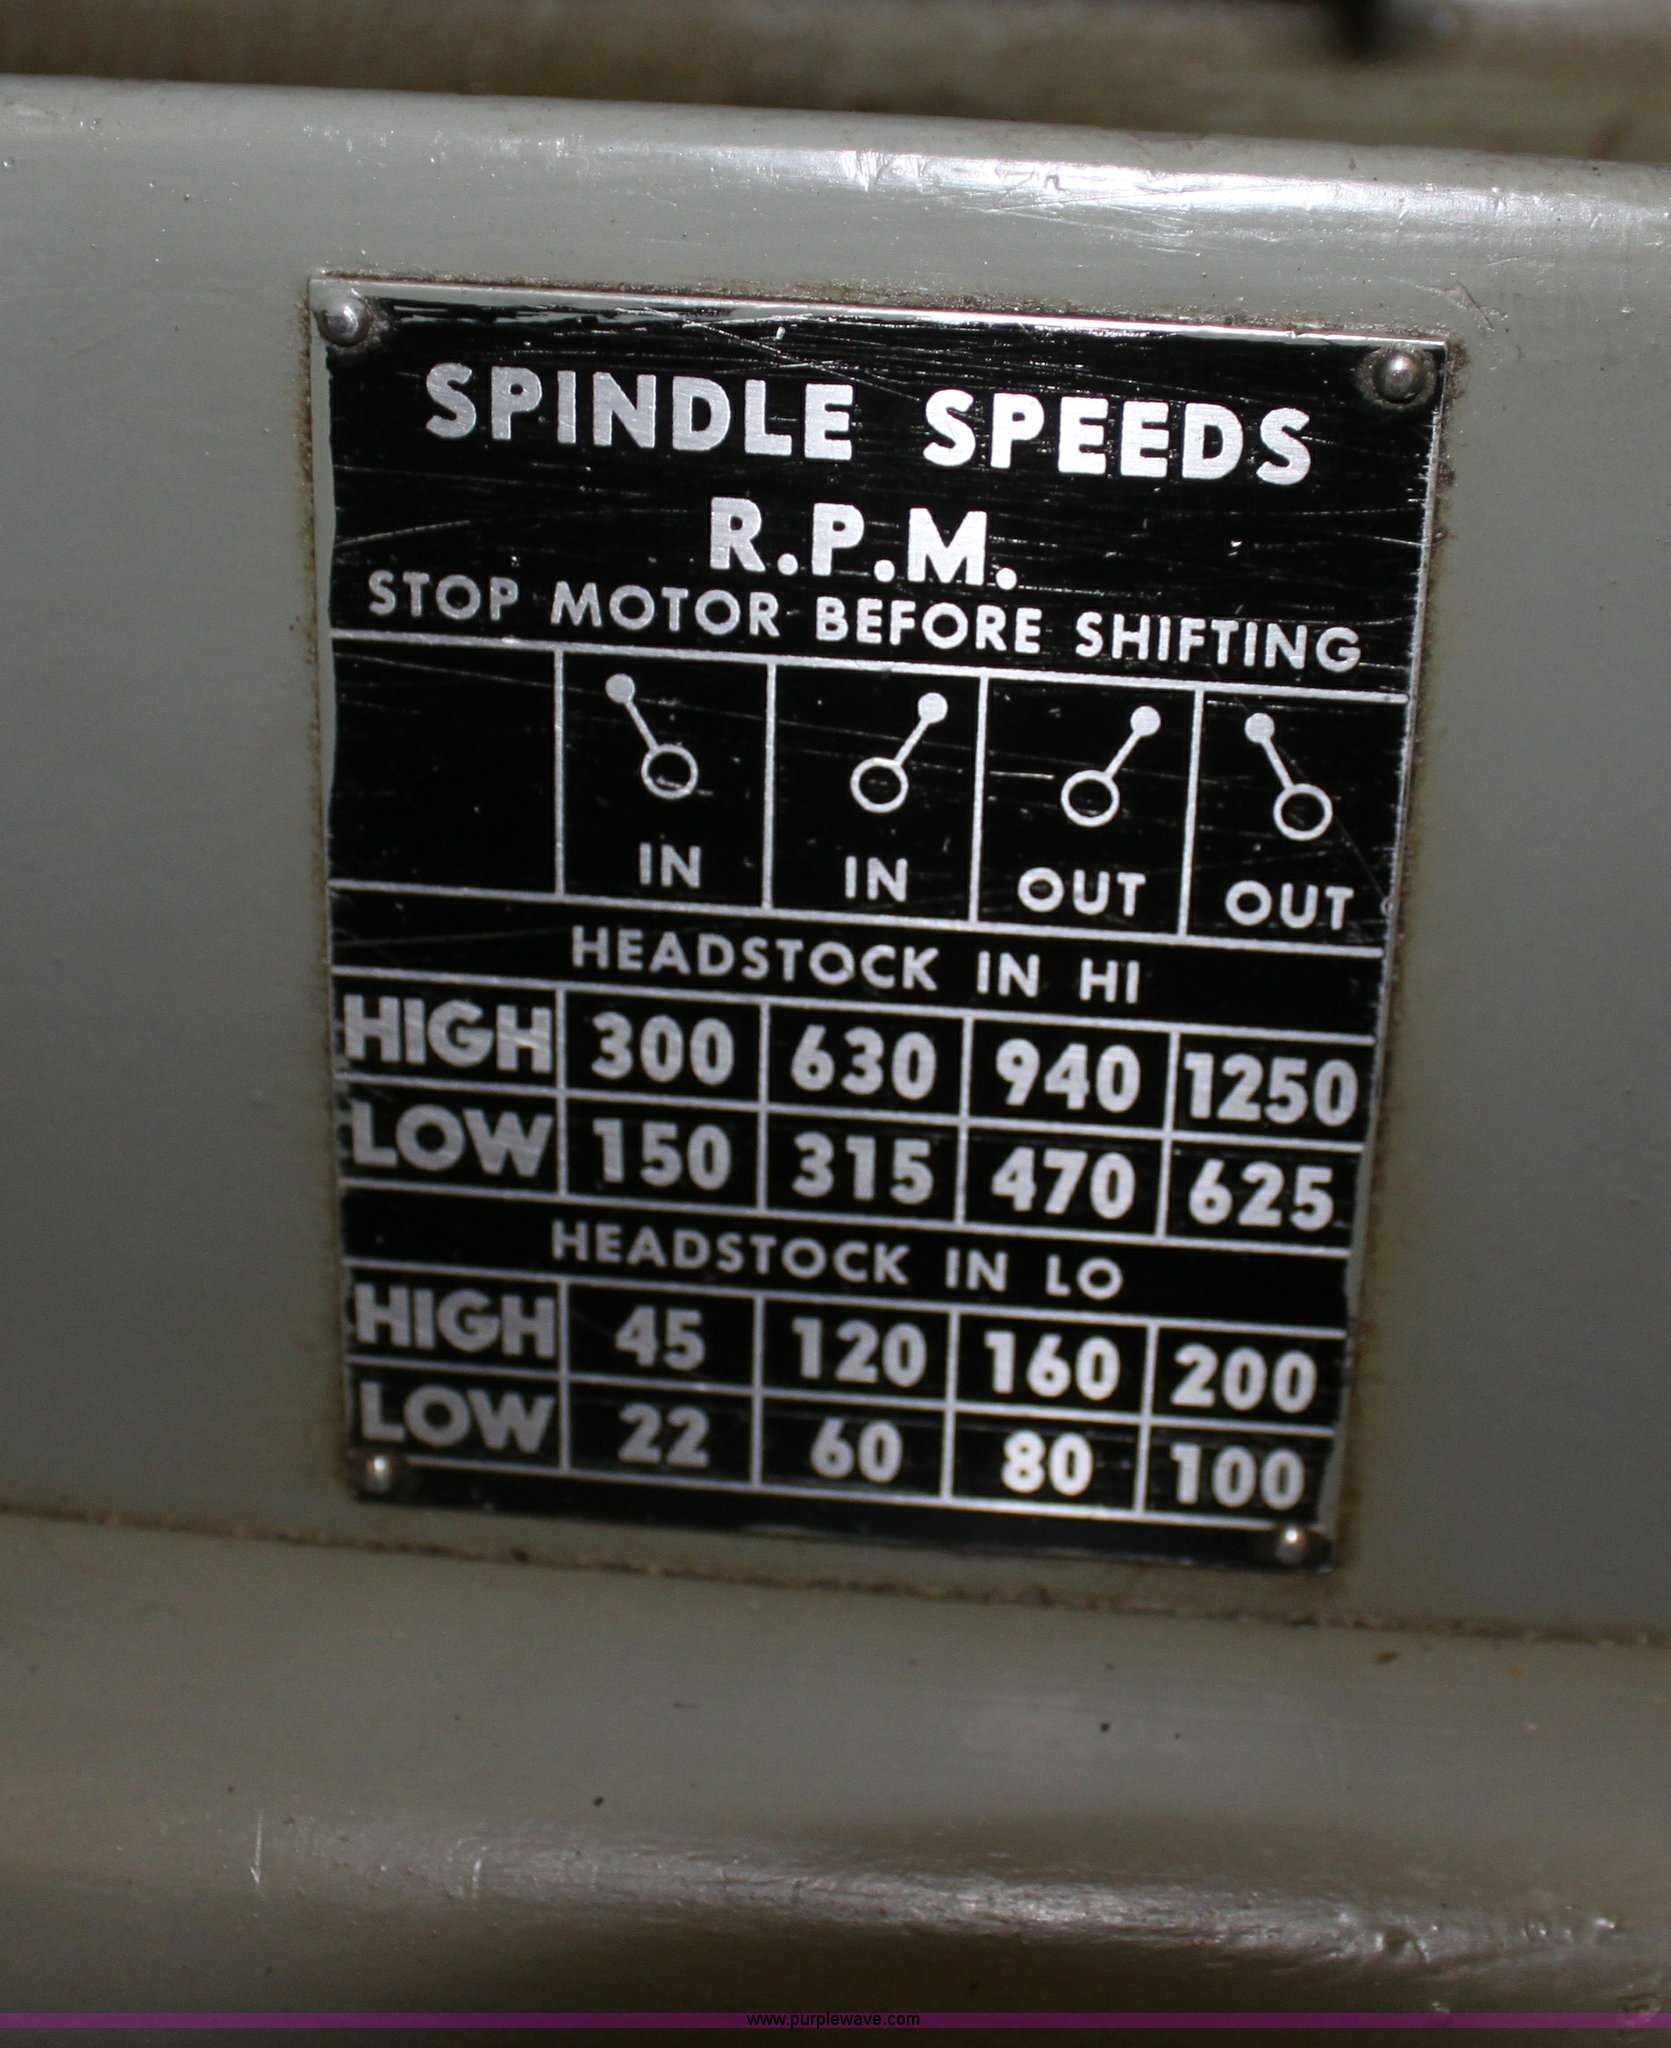 SPINDLE SPEEDS
R.P.M.
STOP MOTOR BEFORE SHIFTING
IN IN OUT OUT
HEADSTOCK IN HI
HIGH 300 630 940 1250
LOW 150 315 470 625
HEADSTOCK IN LO
HIGH 45 120 160 200
LOW 22 60 80 100
www.purplewave.com